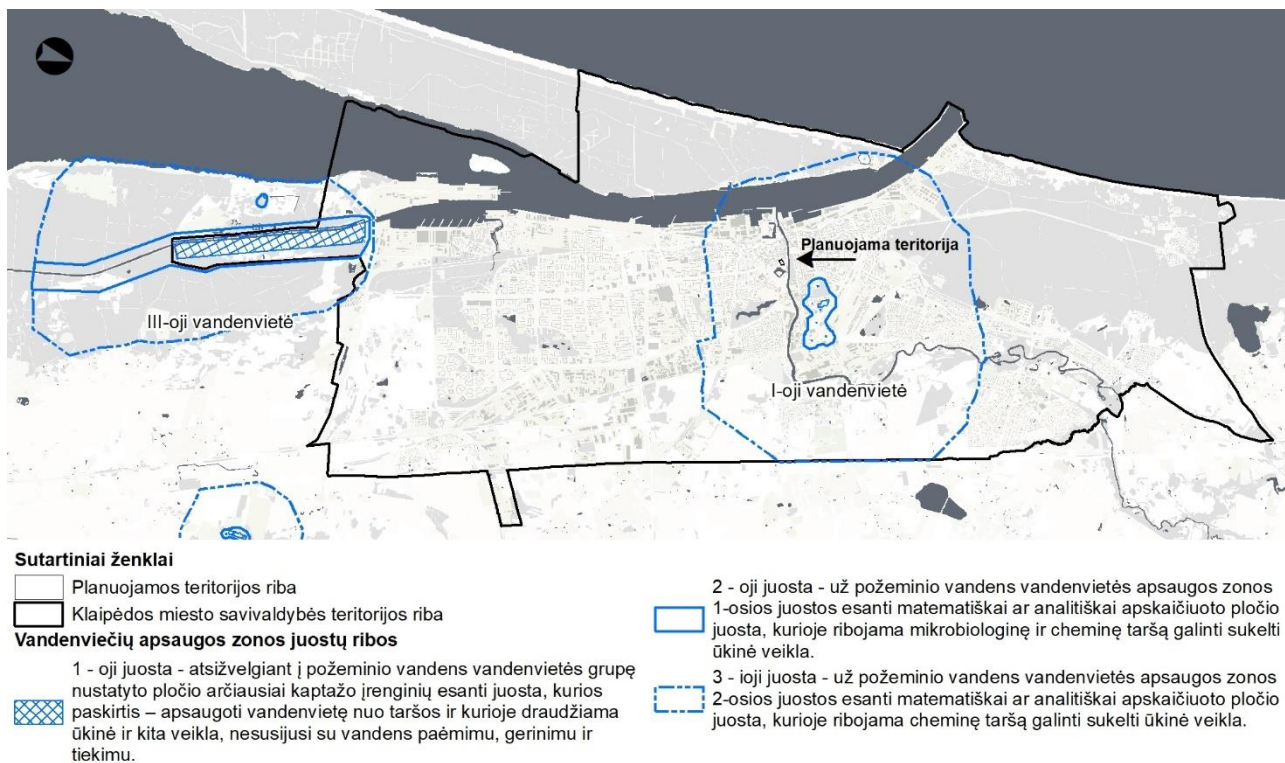 Planuojama teritorija
III-oji vandenvietė
I-oji vandenvietė
Sutartiniai ženklai
Planuojamos teritorijos riba
Klaipėdos miesto savivaldybės teritorijos riba
Vandenviečių apsaugos zonos juostų ribos
1 - oji juosta - atsižvelgiant į požeminio vandens vandenvietės grupę
nustatyto pločio arčiausiai kaptažo įrenginių esanti juosta, kurios
paskirtis – apsaugoti vandenvietę nuo taršos ir kurioje draudžiama
ūkinė ir kita veikla, nesusijusi su vandens paėmimu, gerinimu ir
tiekimu.
2 - oji juosta - už požeminio vandens vandenvietės apsaugos zonos
1-osios juostos esanti matematiškai ar analitiškai apskaičiuoto pločio
juosta, kurioje ribojama mikrobiologinę ir cheminę taršą galinti sukelti
ūkinė veikla.
3 - ioji juosta - už požeminio vandens vandenvietės apsaugos zonos
2-osios juostos esanti matematiškai ar analitiškai apskaičiuoto pločio
juosta, kurioje ribojama cheminę taršą galinti sukelti ūkinė veikla.